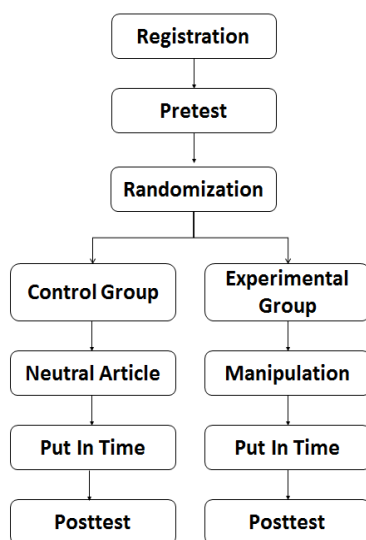 Registration
Pretest
Randomization
Control Group
Experimental
Group
Neutral Article
Manipulation
Put In Time
Put In Time
Posttest
Posttest